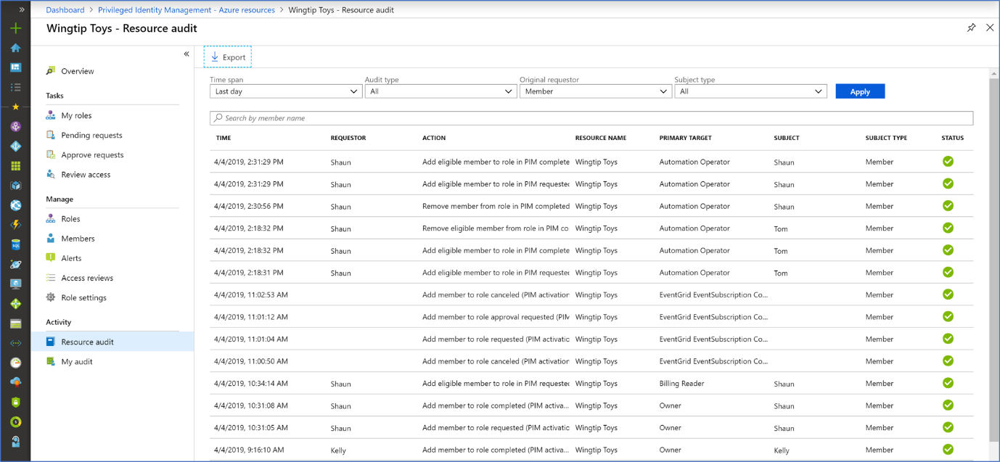 Dashboard > Privileged Identity Management - Azure resources > Wingtip Toys - Resource audit
Wingtip Toys - Resource audit
Export
Overview
Tasks
My roles
Pending requests
Approve requests
Review access
Manage
Roles
Members
Alerts
Access reviews
Role settings
Activity
Resource audit
My audit
Time span Audit type Original requestor Subject type
Last day All Member All Apply
Search by member name
TIME REQUESTOR ACTION RESOURCE NAME PRIMARY TARGET SUBJECT SUBJECT TYPE STATUS
4/4/2019, 2:31:29 PM Shaun Add eligible member to role in PIM complete Wingtip Toys Automation Operator Shaun Member
4/4/2019, 2:31:29 PM Shaun Add eligible member to role in PIM requested Wingtip Toys Automation Operator Shaun Member
4/4/2019, 2:30:56 PM Shaun Remove member from role in PIM completed Wingtip Toys Automation Operator Shaun Member
4/4/2019, 2:18:32 PM Shaun Remove eligible member from role in PIM co Wingtip Toys Automation Operator Tom Member
4/4/2019, 2:18:32 PM Shaun Add eligible member to role in PIM complete Wingtip Toys Automation Operator Tom Member
4/4/2019, 2:18:31 PM Shaun Add eligible member to role in PIM requested Wingtip Toys Automation Operator Tom Member
4/4/2019, 11:02:53 AM Add member to role canceled (PIM activation Wingtip Toys EventGrid EventSubscription Co... Member
4/4/2019, 11:01:12 AM Add member to role approval requested (PIM Wingtip Toys EventGrid EventSubscription Co... Member
4/4/2019, 11:01:04 AM Add member to role requested (PIM activatic Wingtip Toys EventGrid EventSubscription Co... Member
4/4/2019, 11:00:50 AM Add member to role canceled (PIM activation Wingtip Toys EventGrid EventSubscription Co... Member
4/4/2019, 10:34:14 AM Shaun Add eligible member to role in PIM requested Wingtip Toys Billing Reader Shaun Member
4/4/2019, 10:31:08 AM Shaun Add member to role completed (PIM activa... Wingtip Toys Owner Shaun Member
4/4/2019, 10:31:05 AM Shaun Add member to role requested (PIM activatic Wingtip Toys Owner Shaun Member
4/4/2019, 9:16:10 AM Kelly Add member to role completed (PIM activa... Wingtip Toys Owner Kelly Member